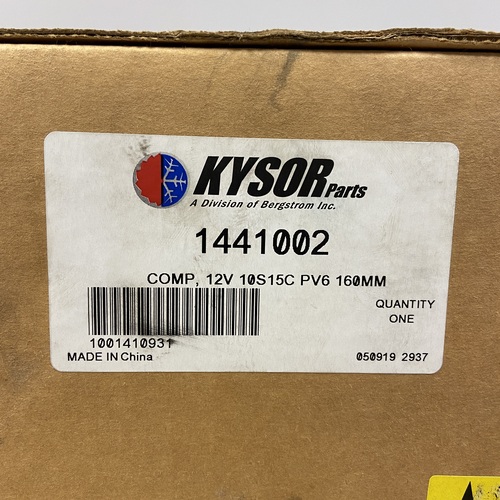 KYSOR Parts
A Division of Bergstrom Inc.
1441002
COMP, 12V 10S15C PV6 160MM
QUANTITY
ONE
1001410931
MADE IN China
050919 2937